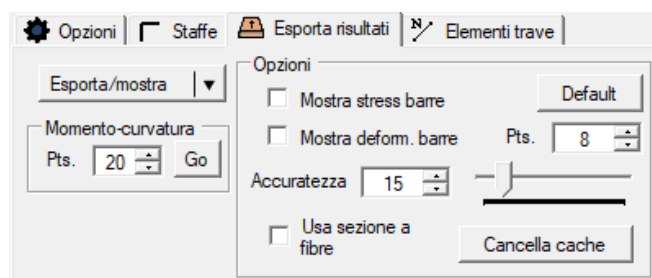 Opzioni Staffe Esporta risultati N Elementi trave
Esporta/mostra
Opzioni
Mostra stress barre Default
Momento-curvatura
Mostra deform. barre Pts. 8
Pts. 20 Go
Accuratezza 15
Usa sezione a
fibre
Cancella cache